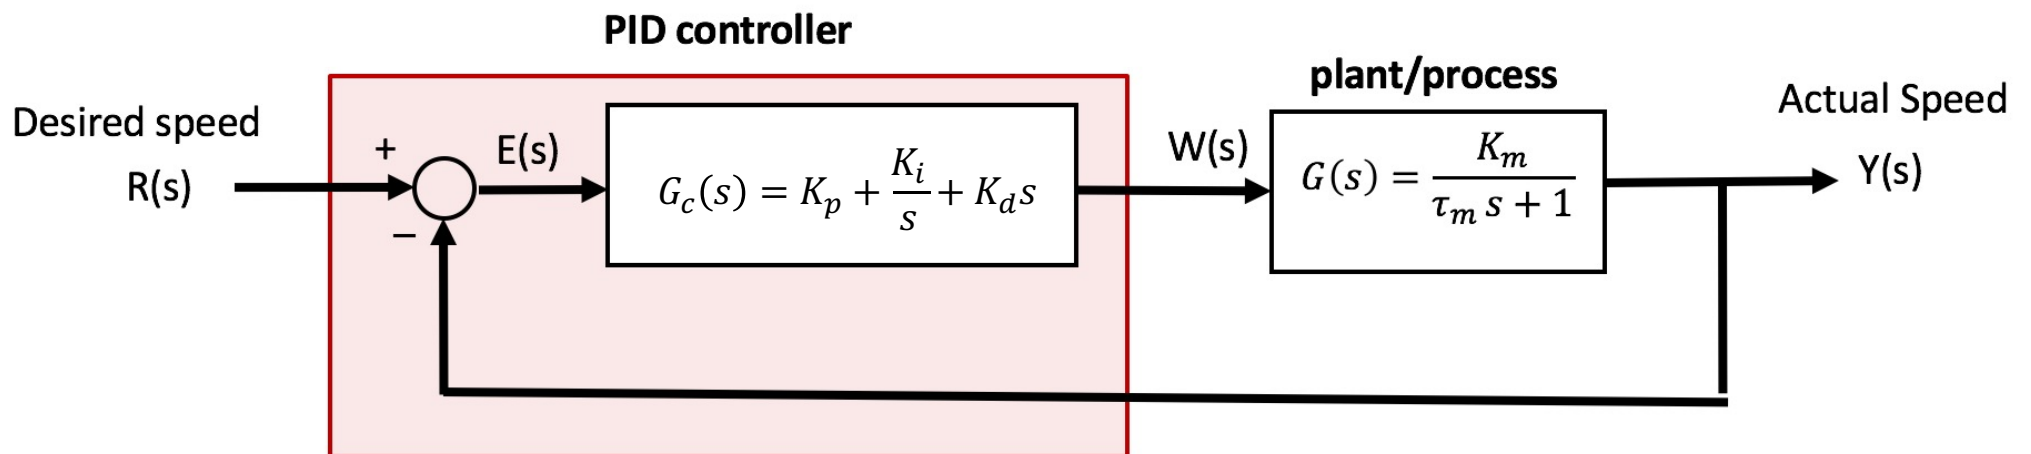 PID controller
plant/process
Desired speed
R(s)
+
−
E(s)
G_c(s) = K_p + K_i/s + K_d s
W(s)
G(s) = K_m/(τ_m s + 1)
Actual Speed
Y(s)